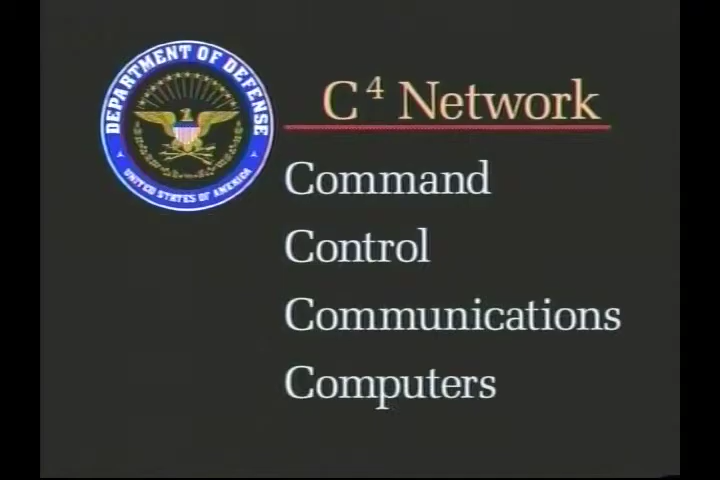 DEPARTMENT OF DEFENSE
UNITED STATES OF AMERICA
C⁴ Network
Command
Control
Communications
Computers